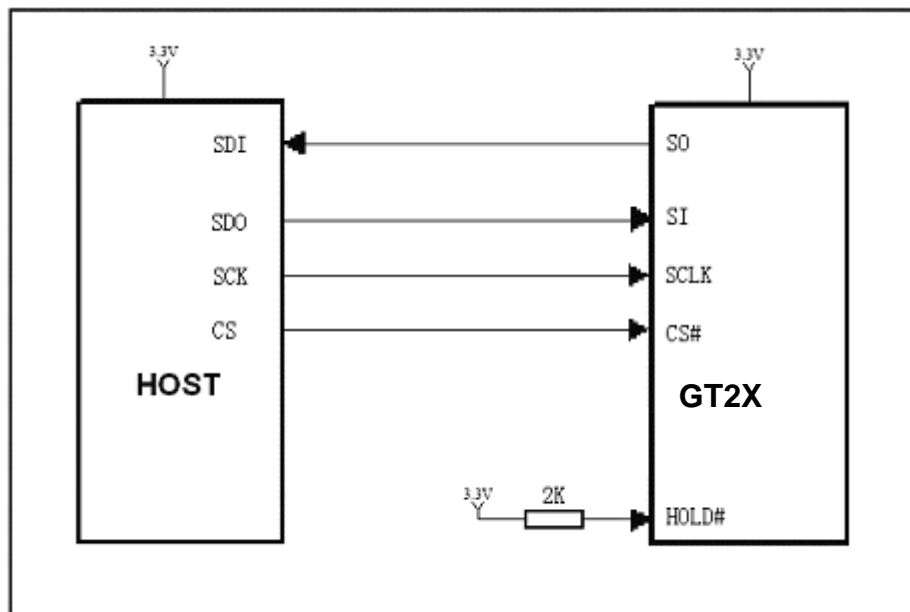 3.3V
3.3V
SDI
SO
SDO
SI
SCK
SCLK
CS
CS#
HOST
GT2X
3.3V
2K
HOLD#